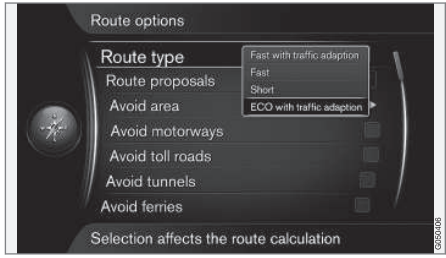 Route options
Route type
Fast with traffic adaption
Fast
Short
ECO with traffic adaption
Route proposals
Avoid area
Avoid motorways
Avoid toll roads
Avoid tunnels
Avoid ferries
Selection affects the route calculation
G050406